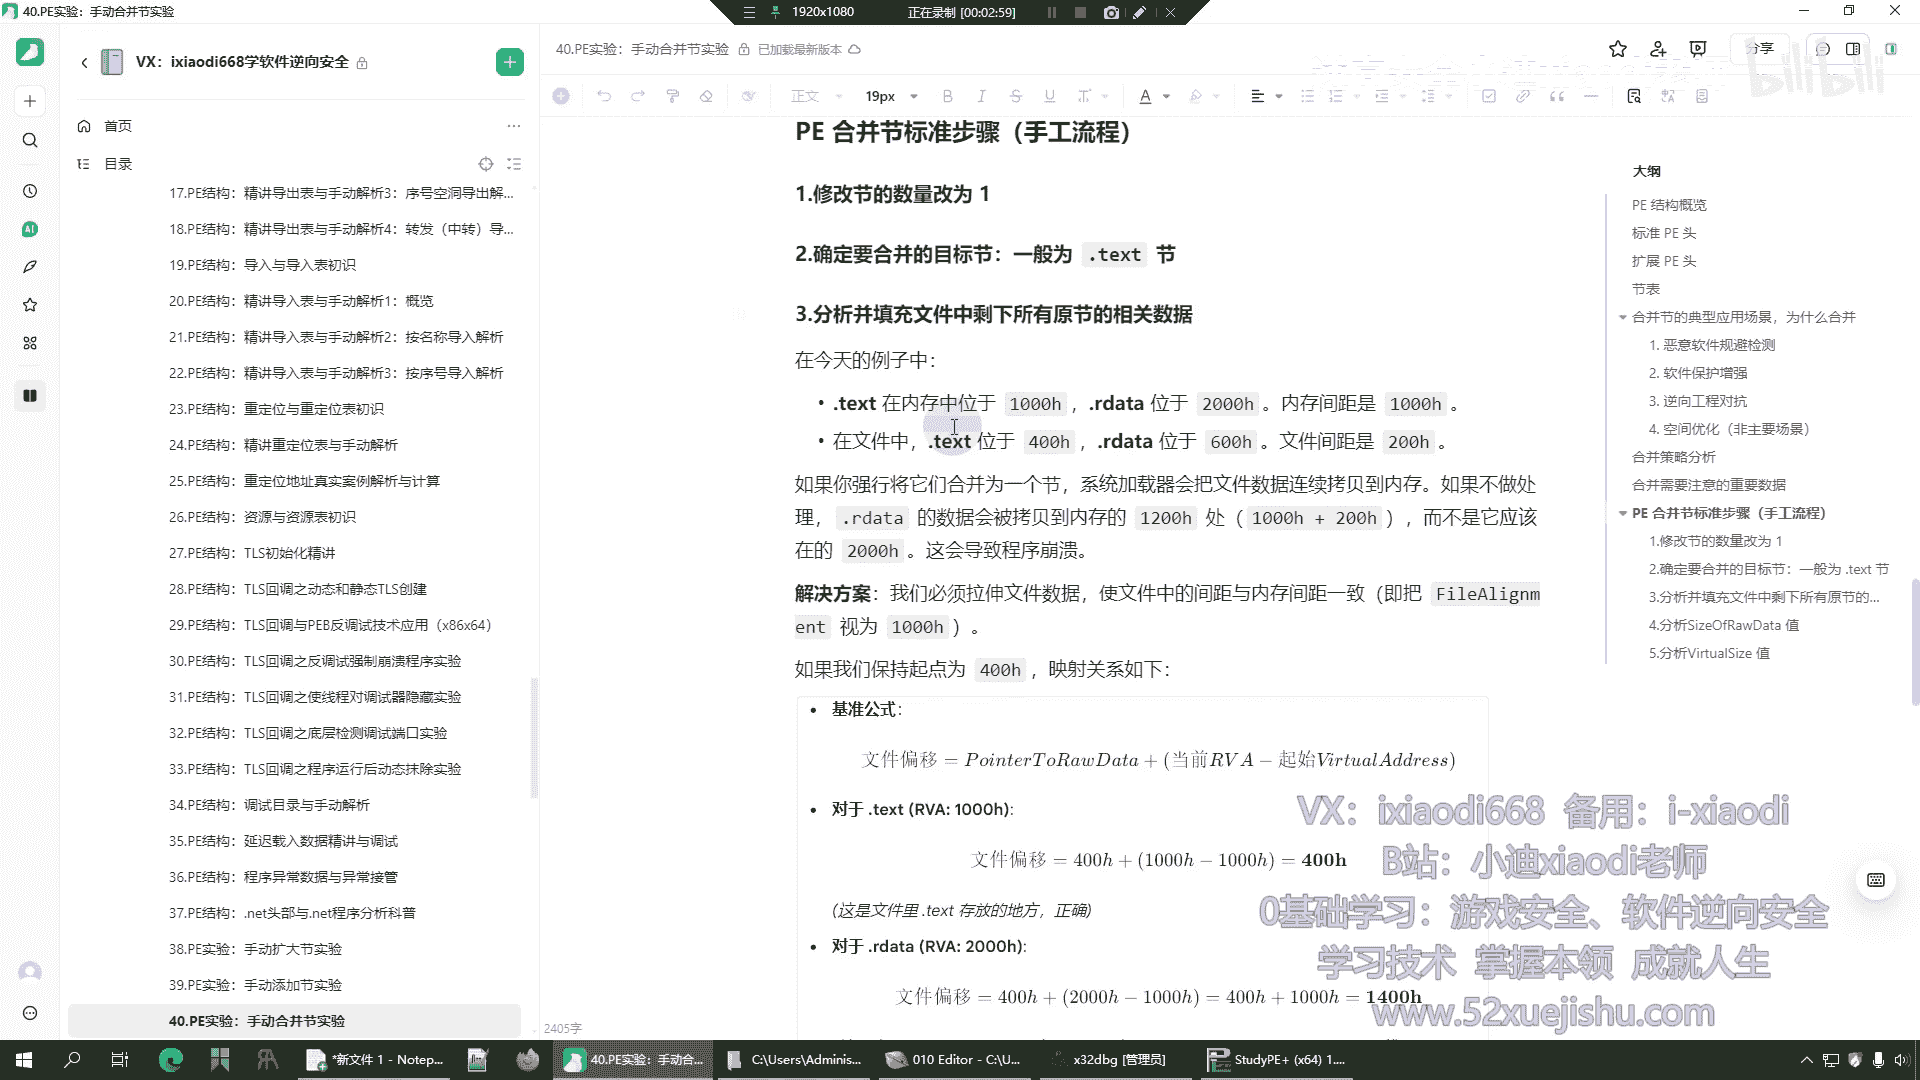 40.PE实验：手动合并节实验
1920x1080
正在录制 [00:02:59]
VX：ixiaodi668学软件逆向安全
首页
目录
17.PE结构：精讲导出表与手动解析3：序号空洞导出解...
18.PE结构：精讲导出表与手动解析4：转发（中转）导...
19.PE结构：导入与导入表初识
20.PE结构：精讲导入表与手动解析1：概览
21.PE结构：精讲导入表与手动解析2：按名称导入解析
22.PE结构：精讲导入表与手动解析3：按序号导入解析
23.PE结构：重定位与重定位表初识
24.PE结构：精讲重定位表与手动解析
25.PE结构：重定位地址真实案例解析与计算
26.PE结构：资源与资源表初识
27.PE结构：TLS初始化精讲
28.PE结构：TLS回调之动态和静态TLS创建
29.PE结构：TLS回调与PEB反调试技术应用（x86x64）
30.PE结构：TLS回调之反调试强制崩溃程序实验
31.PE结构：TLS回调之使线程对调试器隐藏实验
32.PE结构：TLS回调之底层检测调试端口实验
33.PE结构：TLS回调之程序运行后动态抹除实验
34.PE结构：调试目录与手动解析
35.PE结构：延迟载入数据精讲与调试
36.PE结构：程序异常数据与异常接管
37.PE结构：.net头部与.net程序分析科普
38.PE实验：手动扩大节实验
39.PE实验：手动添加节实验
40.PE实验：手动合并节实验
40.PE实验：手动合并节实验 已加载最新版本
分享
bilibili
正文 19px
PE 合并节标准步骤（手工流程）
1.修改节的数量改为 1
2.确定要合并的目标节：一般为 .text 节
3.分析并填充文件中剩下所有原节的相关数据
在今天的例子中：
• .text 在内存中位于 1000h，.rdata 位于 2000h。内存间距是 1000h。
• 在文件中，.text 位于 400h，.rdata 位于 600h。文件间距是 200h。
如果你强行将它们合并为一个节，系统加载器会把文件数据连续拷贝到内存。如果不做处
理，.rdata 的数据会被拷贝到内存的 1200h 处（1000h + 200h），而不是它应该
在的 2000h。这会导致程序崩溃。
解决方案：我们必须拉伸文件数据，使文件中的间距与内存间距一致（即把 FileAlignm
ent 视为 1000h）。
如果我们保持起点为 400h，映射关系如下：
• 基准公式：
文件偏移 = PointerToRawData + (当前RVA − 起始VirtualAddress)
• 对于 .text (RVA: 1000h):
文件偏移 = 400h + (1000h − 1000h) = 400h
(这是文件里 .text 存放的地方，正确)
• 对于 .rdata (RVA: 2000h):
文件偏移 = 400h + (2000h − 1000h) = 400h + 1000h = 1400h
2405字
大纲
PE 结构概览
标准 PE 头
扩展 PE 头
节表
合并节的典型应用场景，为什么合并
1. 恶意软件规避检测
2. 软件保护增强
3. 逆向工程对抗
4. 空间优化（非主要场景）
合并策略分析
合并需要注意的重要数据
PE 合并节标准步骤（手工流程）
1.修改节的数量改为 1
2.确定要合并的目标节：一般为 .text 节
3.分析并填充文件中剩下所有原节的...
4.分析SizeOfRawData 值
5.分析VirtualSize 值
VX：ixiaodi668 备用：i-xiaodi
B站：小迪xiaodi老师
0基础学习：游戏安全、软件逆向安全
学习技术 掌握本领 成就人生
www.52xuejishu.com
*新文件 1 - Notep...
40.PE实验：手动合...
C:\Users\Adminis...
010 Editor - C:\U...
x32dbg [管理员]
StudyPE+ (x64) 1....